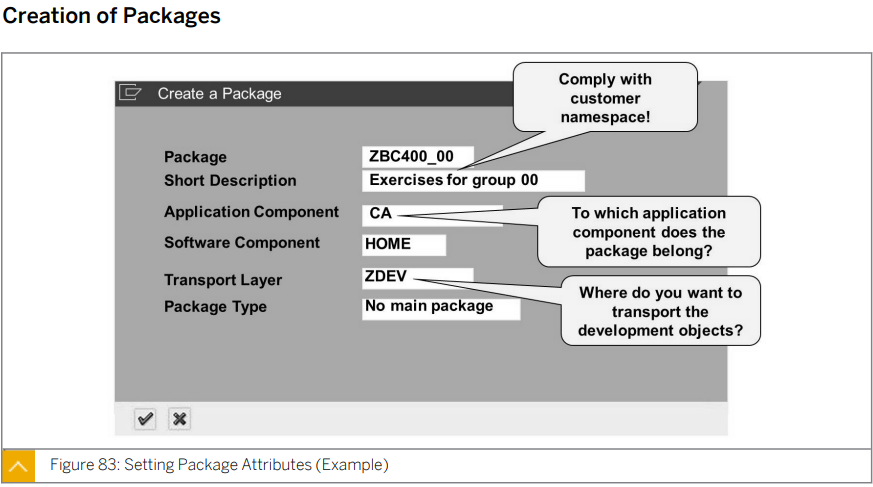 Creation of Packages
Create a Package
Comply with
customer
namespace!
Package
ZBC400_00
Short Description
Exercises for group 00
Application Component
CA
To which application
component does the
package belong?
Software Component
HOME
Transport Layer
ZDEV
Where do you want to
transport the
development objects?
Package Type
No main package
Figure 83: Setting Package Attributes (Example)